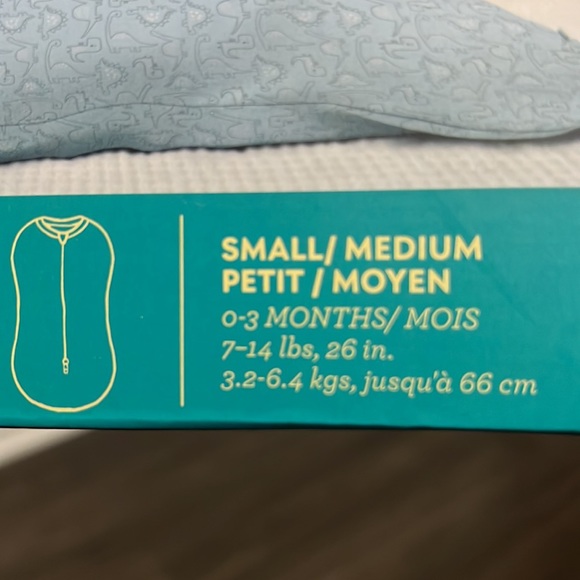 SMALL/ MEDIUM
PETIT / MOYEN
0-3 MONTHS/ MOIS
7-14 lbs, 26 in.
3.2-6.4 kgs, jusqu'à 66 cm